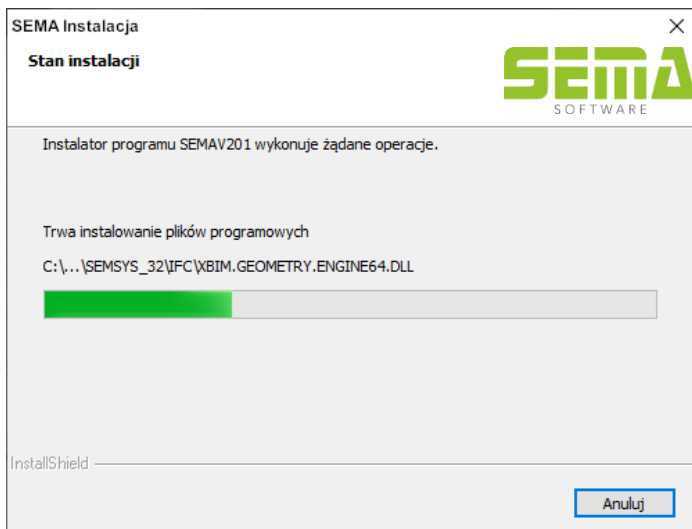 SEMA Instalacja
Stan instalacji
SEMA
SOFTWARE
Instalator programu SEMAV201 wykonuje żądane operacje.
Trwa instalowanie plików programowych
C:\...\SEMSYS_32\IFC\XBIM.GEOMETRY.ENGINE64.DLL
InstallShield
Anuluj